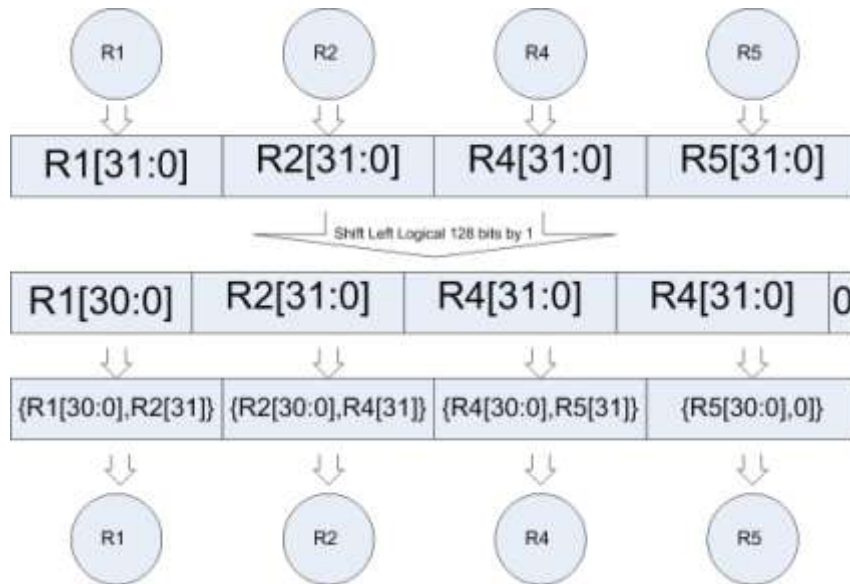 R1 R2 R4 R5
R1[31:0] R2[31:0] R4[31:0] R5[31:0]
Shift Left Logical 128 bits by 1
R1[30:0] R2[31:0] R4[31:0] R4[31:0] 0
{R1[30:0],R2[31]} {R2[30:0],R4[31]} {R4[30:0],R5[31]} {R5[30:0],0]}
R1 R2 R4 R5